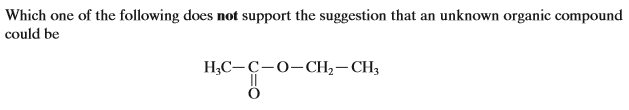 Which one of the following does not support the suggestion that an unknown organic compound
could be
H₃C−C−O−CH₂−CH₃
||
O